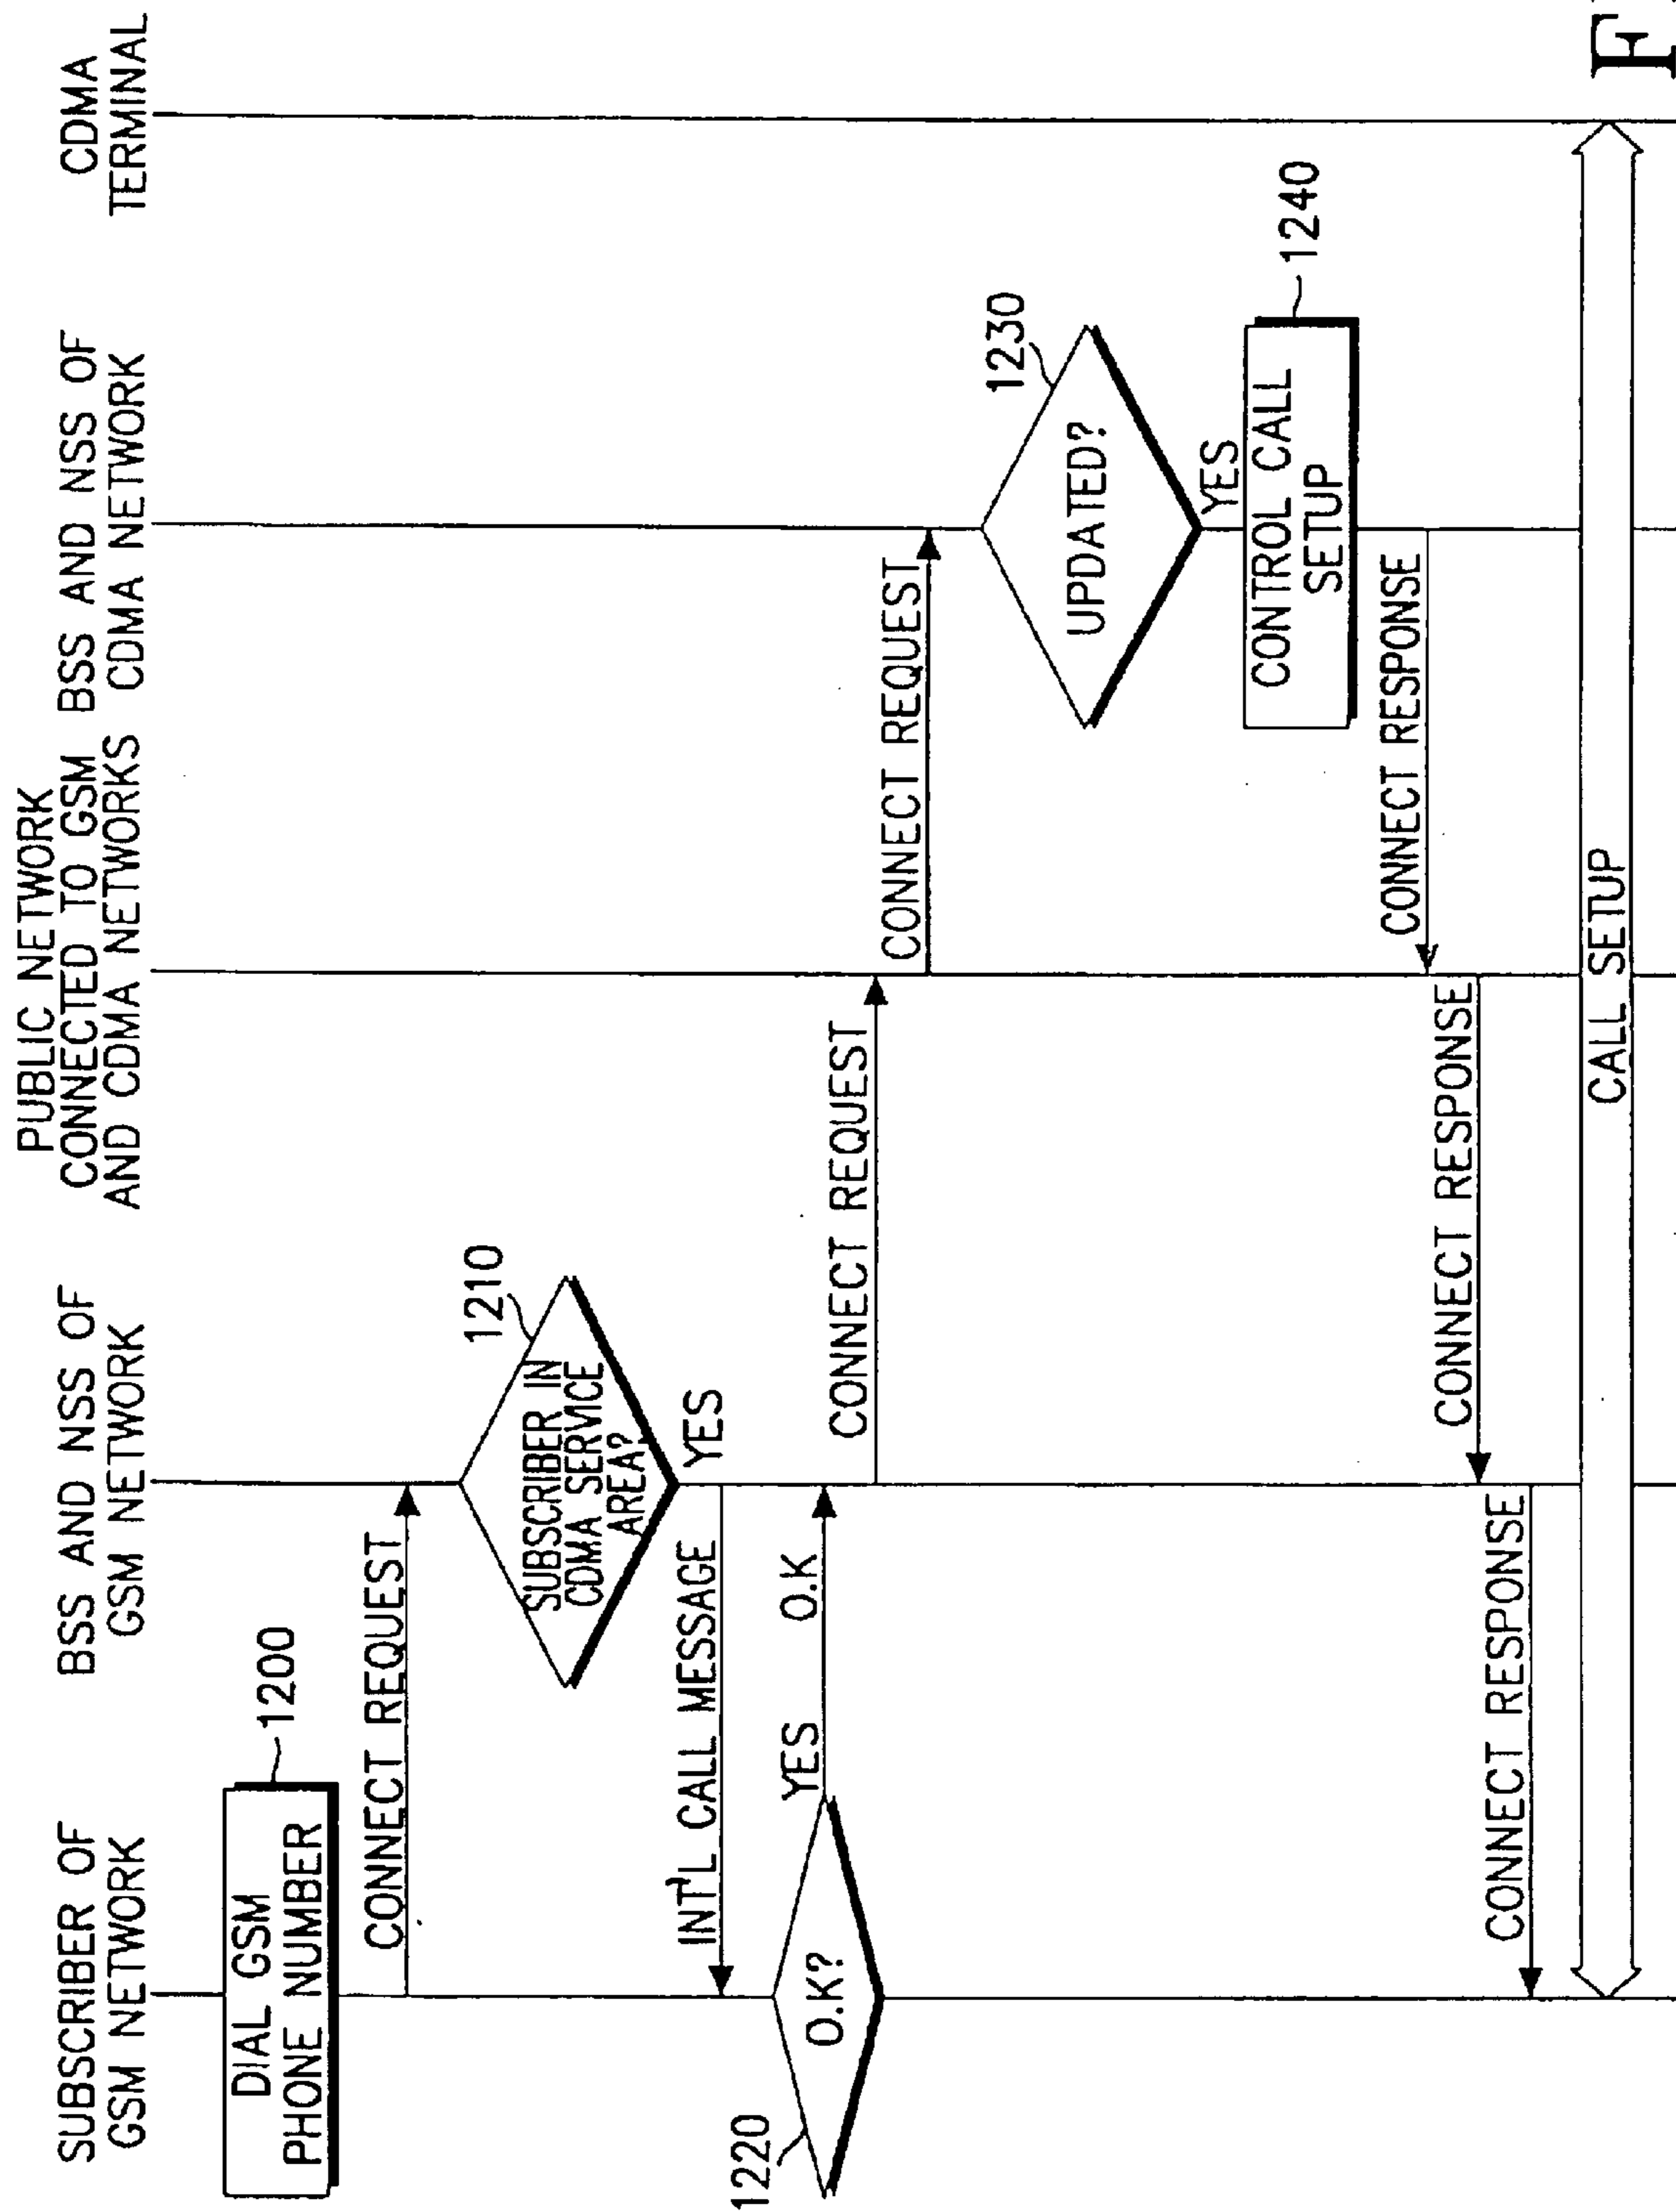 SUBSCRIBER OF
GSM NETWORK
BSS AND NSS OF
GSM NETWORK
PUBLIC NETWORK
CONNECTED TO GSM
AND CDMA NETWORKS
BSS AND NSS OF
CDMA NETWORK
CDMA
TERMINAL
DIAL GSM
PHONE NUMBER
1200
CONNECT REQUEST
1210
SUBSCRIBER IN
CDMA SERVICE
AREA?
YES
INT'L CALL MESSAGE
1220
O.K?
YES O.K
CONNECT REQUEST
CONNECT REQUEST
1230
UPDATED?
YES
CONTROL CALL
SETUP
1240
CONNECT RESPONSE
CONNECT RESPONSE
CONNECT RESPONSE
CALL SETUP
F